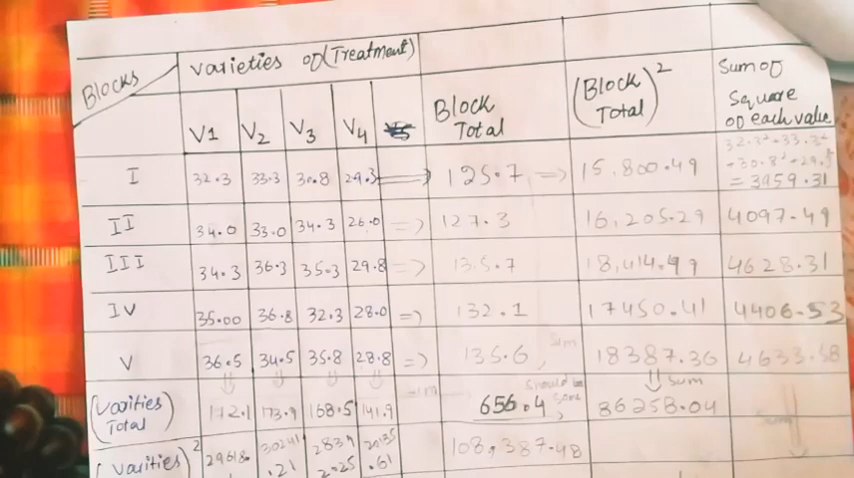 Blocks
Varieties of (Treatment)
V1 V2 V3 V4
Block Total
(Block Total)²
Sum of Square of each value
I 32.3 33.3 30.8 29.3 => 125.7 => 15,800.49
32.3²+33.3²
+30.8²+29.3²
= 3959.31
II 34.0 33.0 34.3 26.0 => 127.3 16,205.29 4097.49
III 34.3 36.3 35.3 29.8 => 135.7 18,414.49 4628.31
IV 35.00 36.8 32.3 28.0 => 132.1 17450.41 4406.53
V 36.5 34.5 35.8 28.8 => 135.6, Sum 18387.36 4633.58
(Varities Total) 172.1 173.9 168.5 141.9 656.4, should be same 86258.04
Sum
Sum
(Varities)² 29618. 30241.21 2839 2.25 20135.61 108,387.48